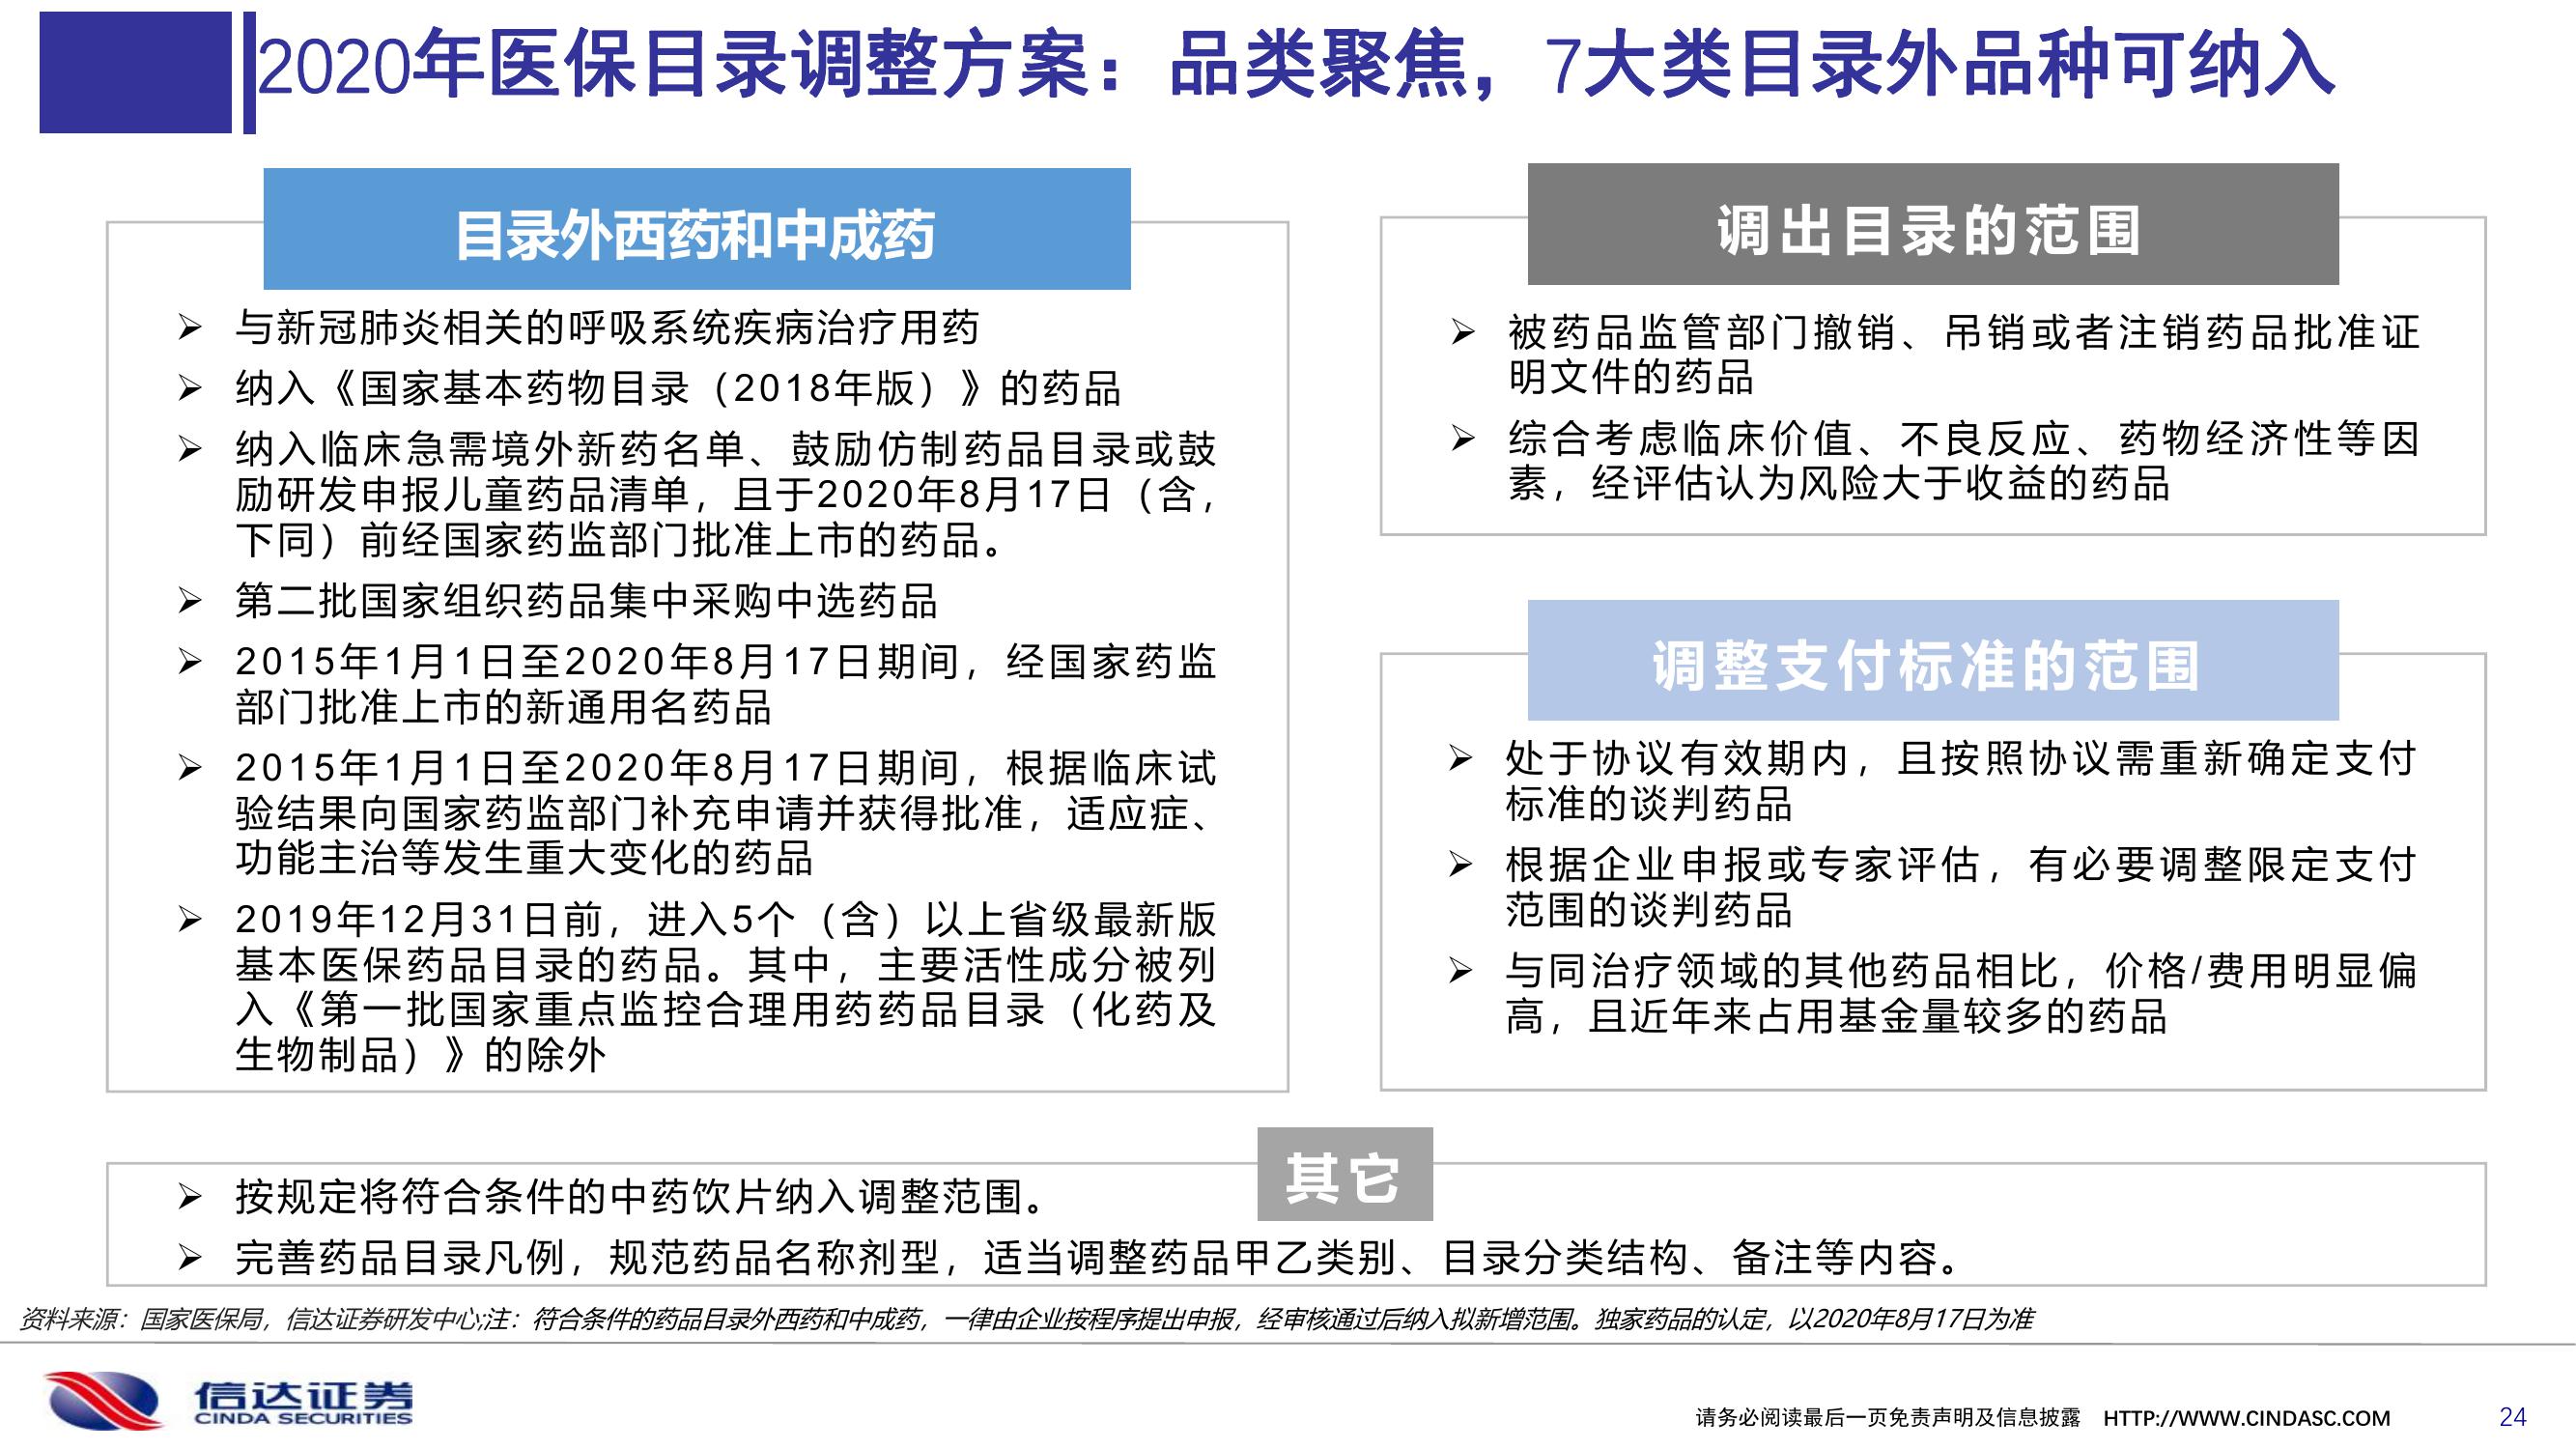 2020年医保目录调整方案：品类聚焦，7大类目录外品种可纳入
目录外西药和中成药
与新冠肺炎相关的呼吸系统疾病治疗用药
纳入《国家基本药物目录（2018年版）》的药品
纳入临床急需境外新药名单、鼓励仿制药品目录或鼓
励研发申报儿童药品清单，且于2020年8月17日（含，
下同）前经国家药监部门批准上市的药品。
第二批国家组织药品集中采购中选药品
2015年1月1日至2020年8月17日期间，经国家药监
部门批准上市的新通用名药品
2015年1月1日至2020年8月17日期间，根据临床试
验结果向国家药监部门补充申请并获得批准，适应症、
功能主治等发生重大变化的药品
2019年12月31日前，进入5个（含）以上省级最新版
基本医保药品目录的药品。其中，主要活性成分被列
入《第一批国家重点监控合理用药药品目录（化药及
生物制品）》的除外
调出目录的范围
被药品监管部门撤销、吊销或者注销药品批准证
明文件的药品
综合考虑临床价值、不良反应、药物经济性等因
素，经评估认为风险大于收益的药品
调整支付标准的范围
处于协议有效期内，且按照协议需重新确定支付
标准的谈判药品
根据企业申报或专家评估，有必要调整限定支付
范围的谈判药品
与同治疗领域的其他药品相比，价格/费用明显偏
高，且近年来占用基金量较多的药品
其它
按规定将符合条件的中药饮片纳入调整范围。
完善药品目录凡例，规范药品名称剂型，适当调整药品甲乙类别、目录分类结构、备注等内容。
资料来源：国家医保局，信达证券研发中心;注：符合条件的药品目录外西药和中成药，一律由企业按程序提出申报，经审核通过后纳入拟新增范围。独家药品的认定，以2020年8月17日为准
信达证券
CINDA SECURITIES
请务必阅读最后一页免责声明及信息披露 HTTP://WWW.CINDASC.COM 24